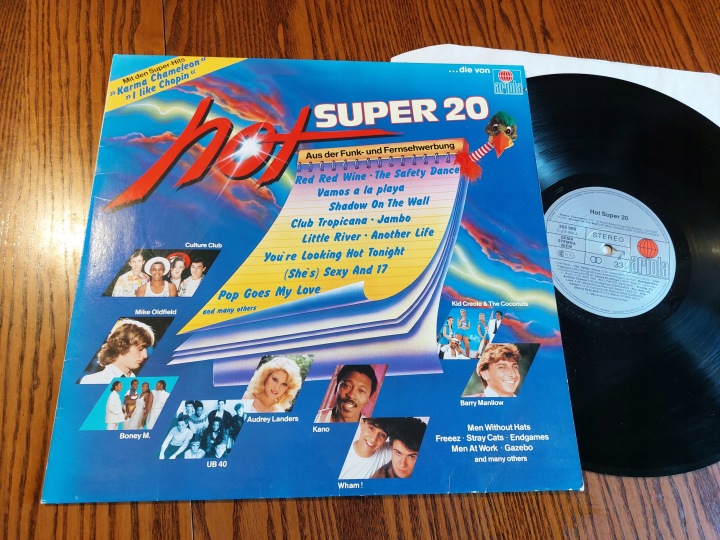 Mit den Super-Hits
»Karma Chameleon«
»I like Chopin«
...die von
ariola
hot
SUPER 20
Aus der Funk- und Fernsehwerbung
Red Red Wine · The Safety Dance
Vamos a la playa
Shadow On The Wall
Club Tropicana · Jambo
Little River · Another Life
You're Looking Hot Tonight
(She's) Sexy And 17
Pop Goes My Love
and many others
Culture Club
Mike Oldfield
Boney M.
UB 40
Audrey Landers
Kano
Wham!
Kid Creole & The Coconuts
Barry Manilow
Men Without Hats
Freeez · Stray Cats · Endgames
Men At Work · Gazebo
and many others
Hot Super 20
STEREO
33
ariola